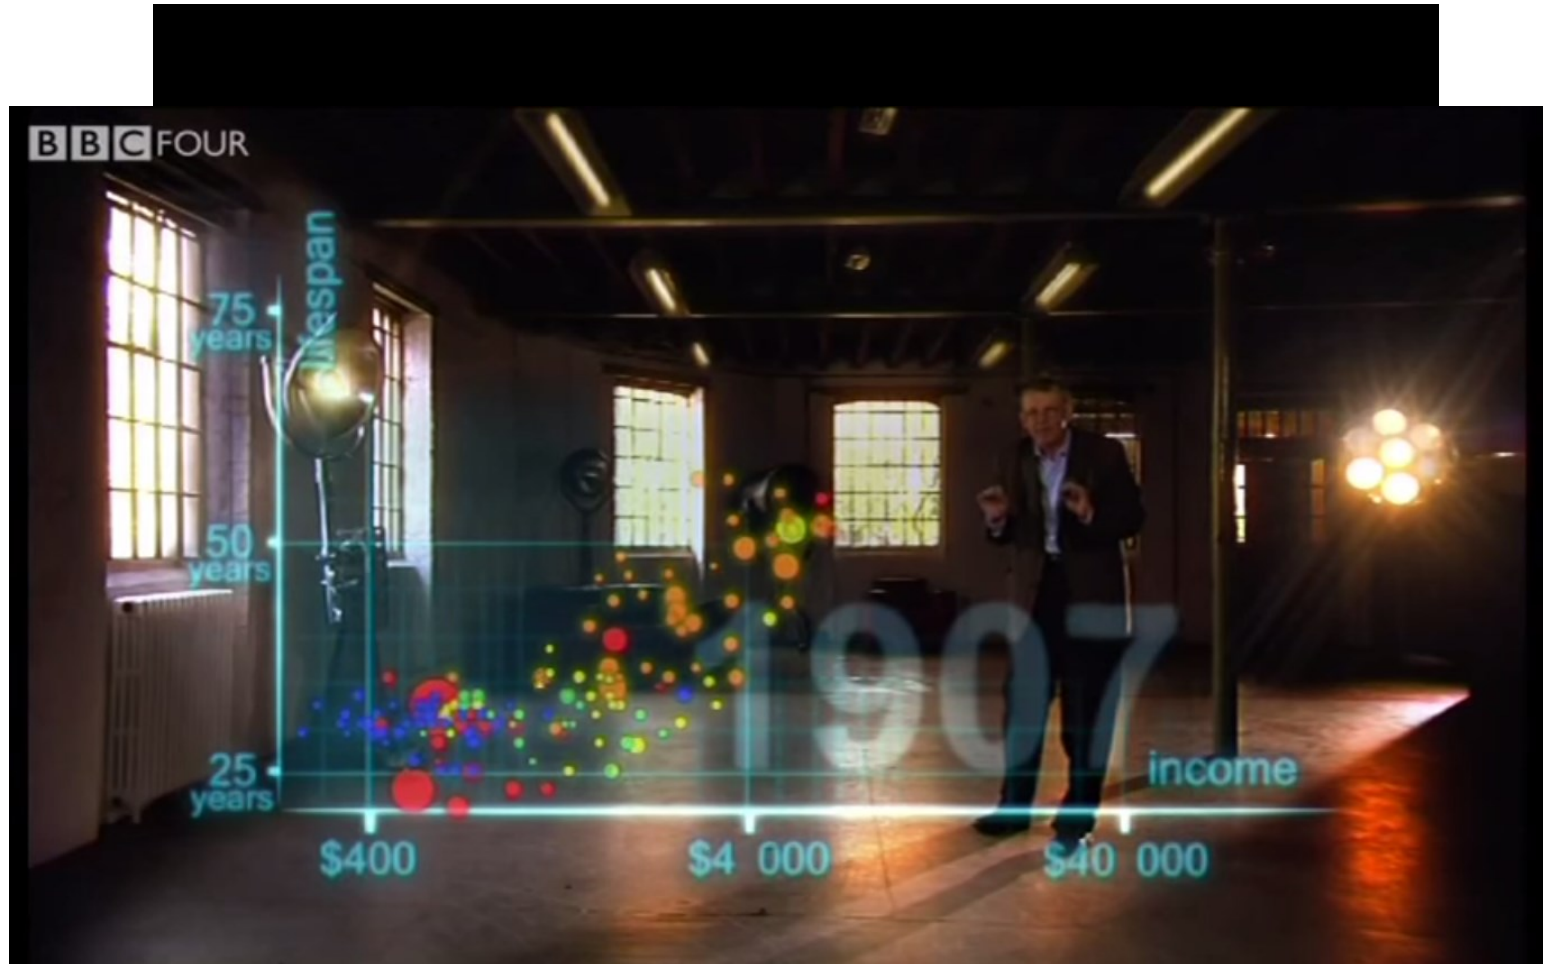 BBC FOUR
lifespan
75
years
50
years
25
years
1907
income
$400
$4 000
$40 000